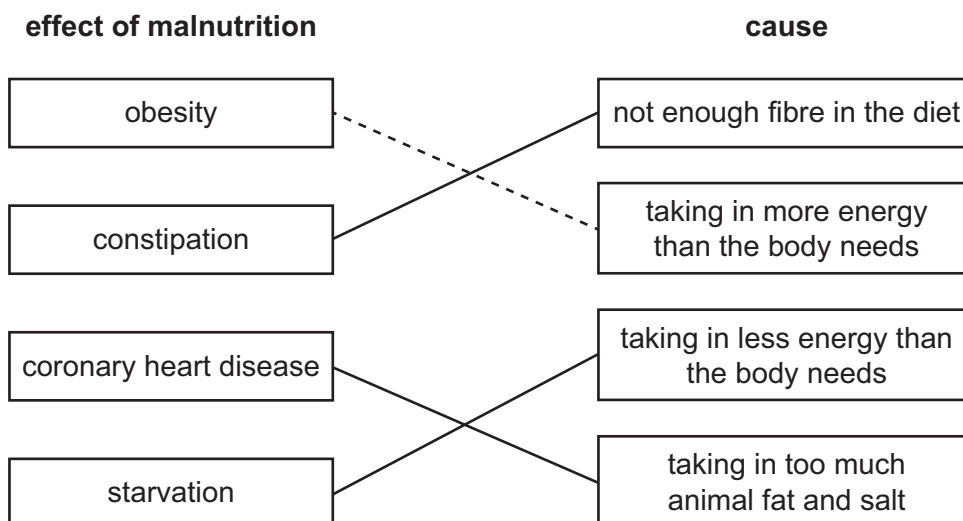 effect of malnutrition
cause
obesity
not enough fibre in the diet
constipation
taking in more energy
than the body needs
coronary heart disease
taking in less energy than
the body needs
starvation
taking in too much
animal fat and salt